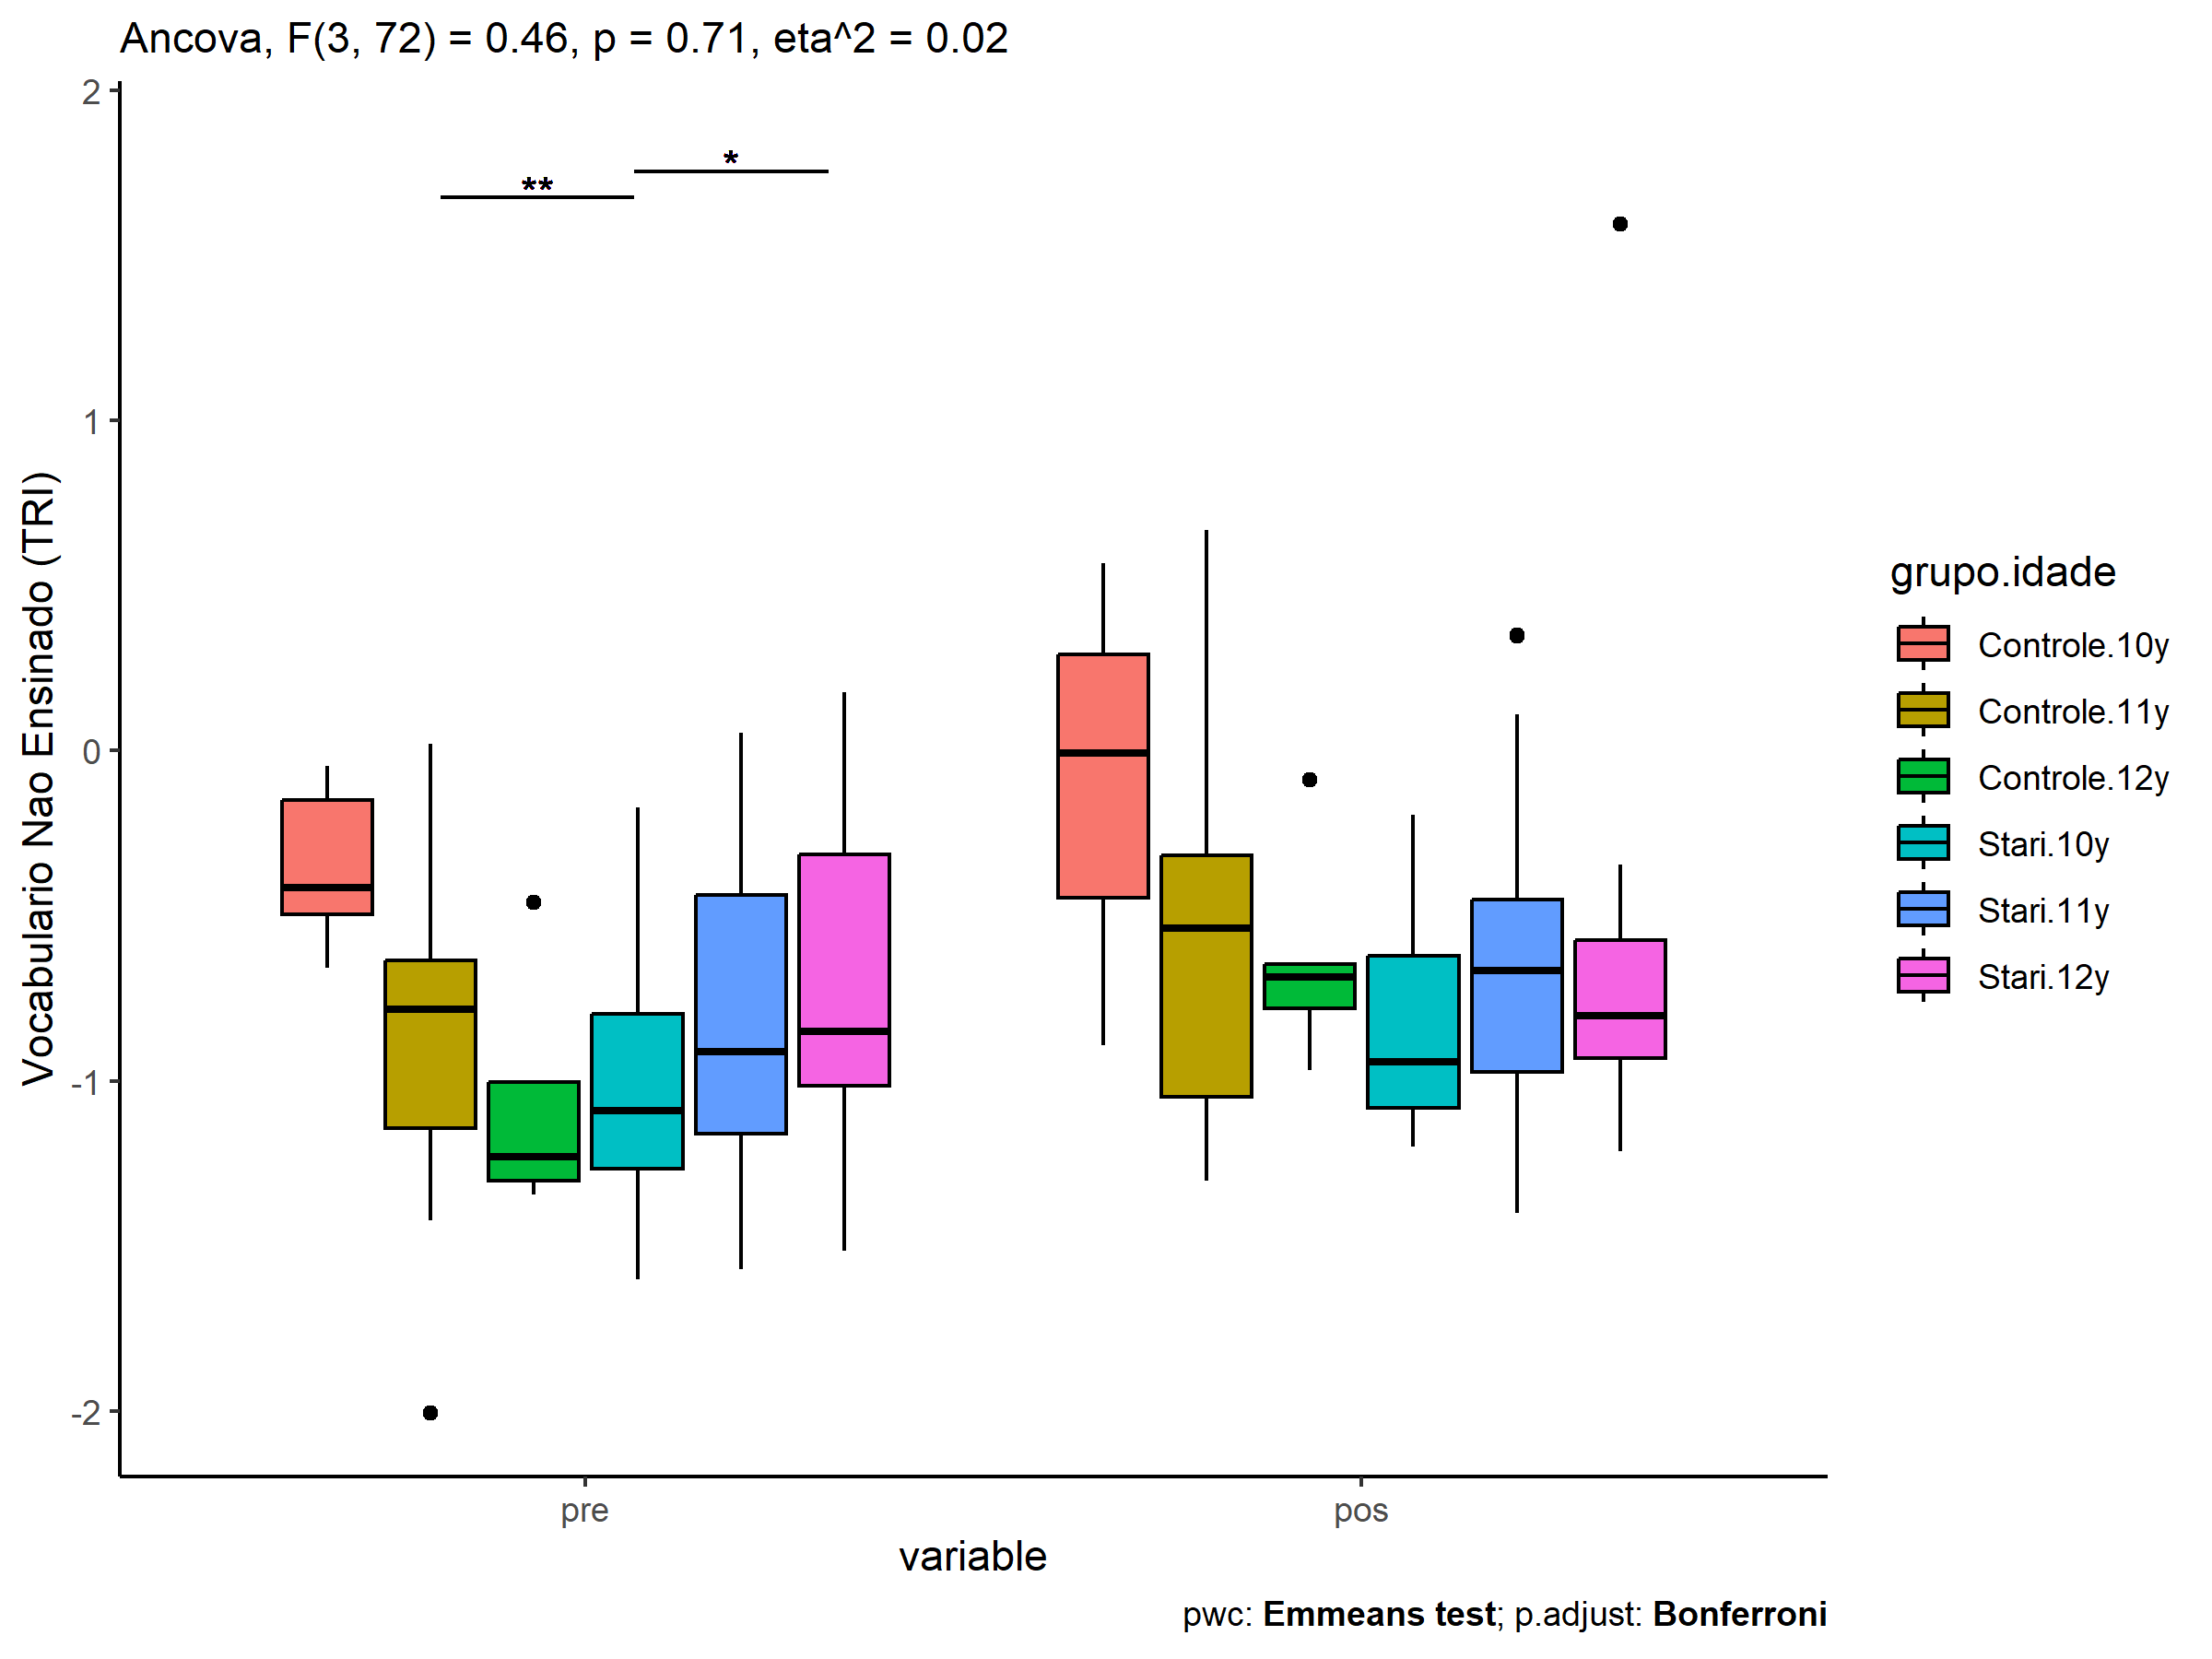 Ancova, F(3, 72) = 0.46, p = 0.71, eta^2 = 0.02
2
1
0
-1
-2
Vocabulario Nao Ensinado (TRI)
**
*
pre
pos
variable
pwc: Emmeans test; p.adjust: Bonferroni
grupo.idade
Controle.10y
Controle.11y
Controle.12y
Stari.10y
Stari.11y
Stari.12y